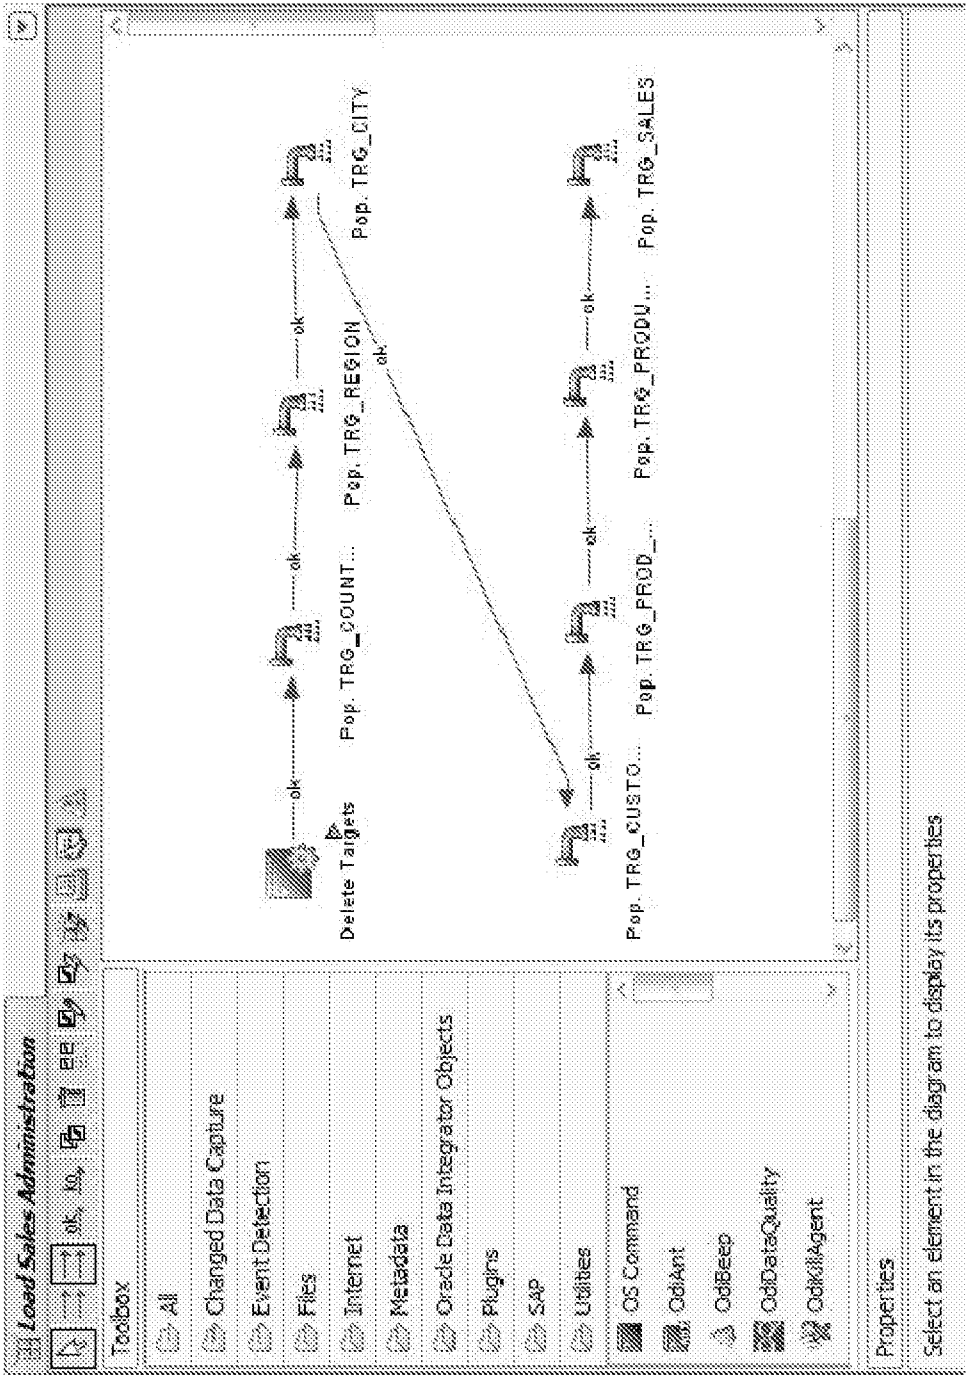 Load Sales Administration
ok, ko,
Toolbox
All
Changed Data Capture
Event Detection
Files
Internet
Metadata
Oracle Data Integrator Objects
Plugins
SAP
Utilities
OS Command
OdiAnt
OdiBeep
OdiDataQuality
OdiKillAgent
ok
ok
ok
Delete Targets
Pop. TRG_COUNT...
Pop. TRG_REGION
Pop. TRG_CITY
ok
ok
ok
ok
Pop. TRG_CUSTO...
Pop. TRG_PROD_...
Pop. TRG_PRODU...
Pop. TRG_SALES
Properties
Select an element in the diagram to display its properties